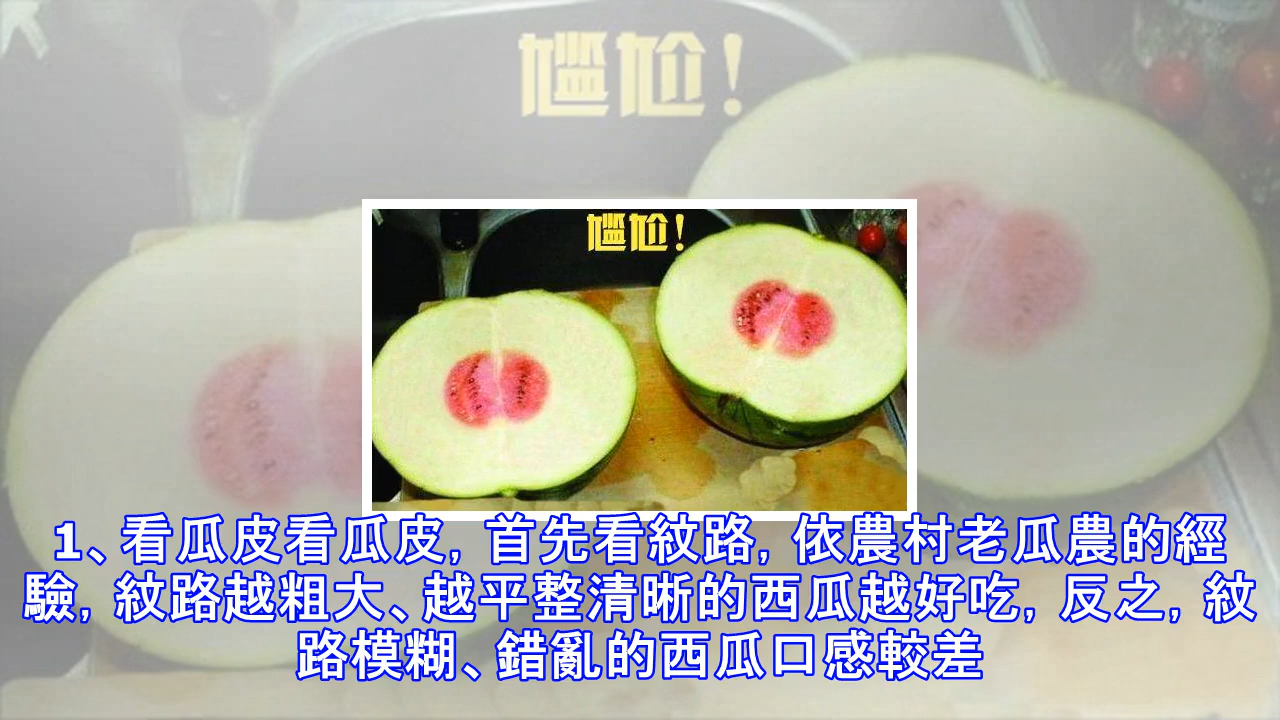 尷尬!
尷尬!
1、看瓜皮看瓜皮, 首先看紋路, 依農村老瓜農的經
驗, 紋路越粗大、越平整清晰的西瓜越好吃, 反之, 紋
路模糊、錯亂的西瓜口感較差